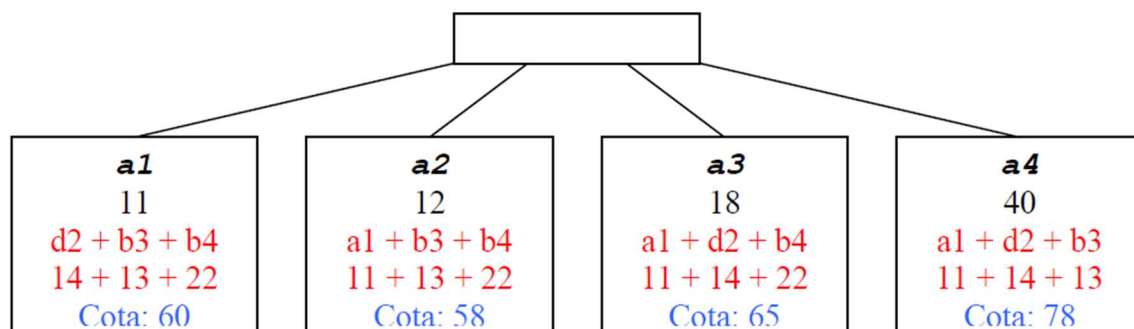 a1
11
d2 + b3 + b4
14 + 13 + 22
Cota: 60
a2
12
a1 + b3 + b4
11 + 13 + 22
Cota: 58
a3
18
a1 + d2 + b4
11 + 14 + 22
Cota: 65
a4
40
a1 + d2 + b3
11 + 14 + 13
Cota: 78